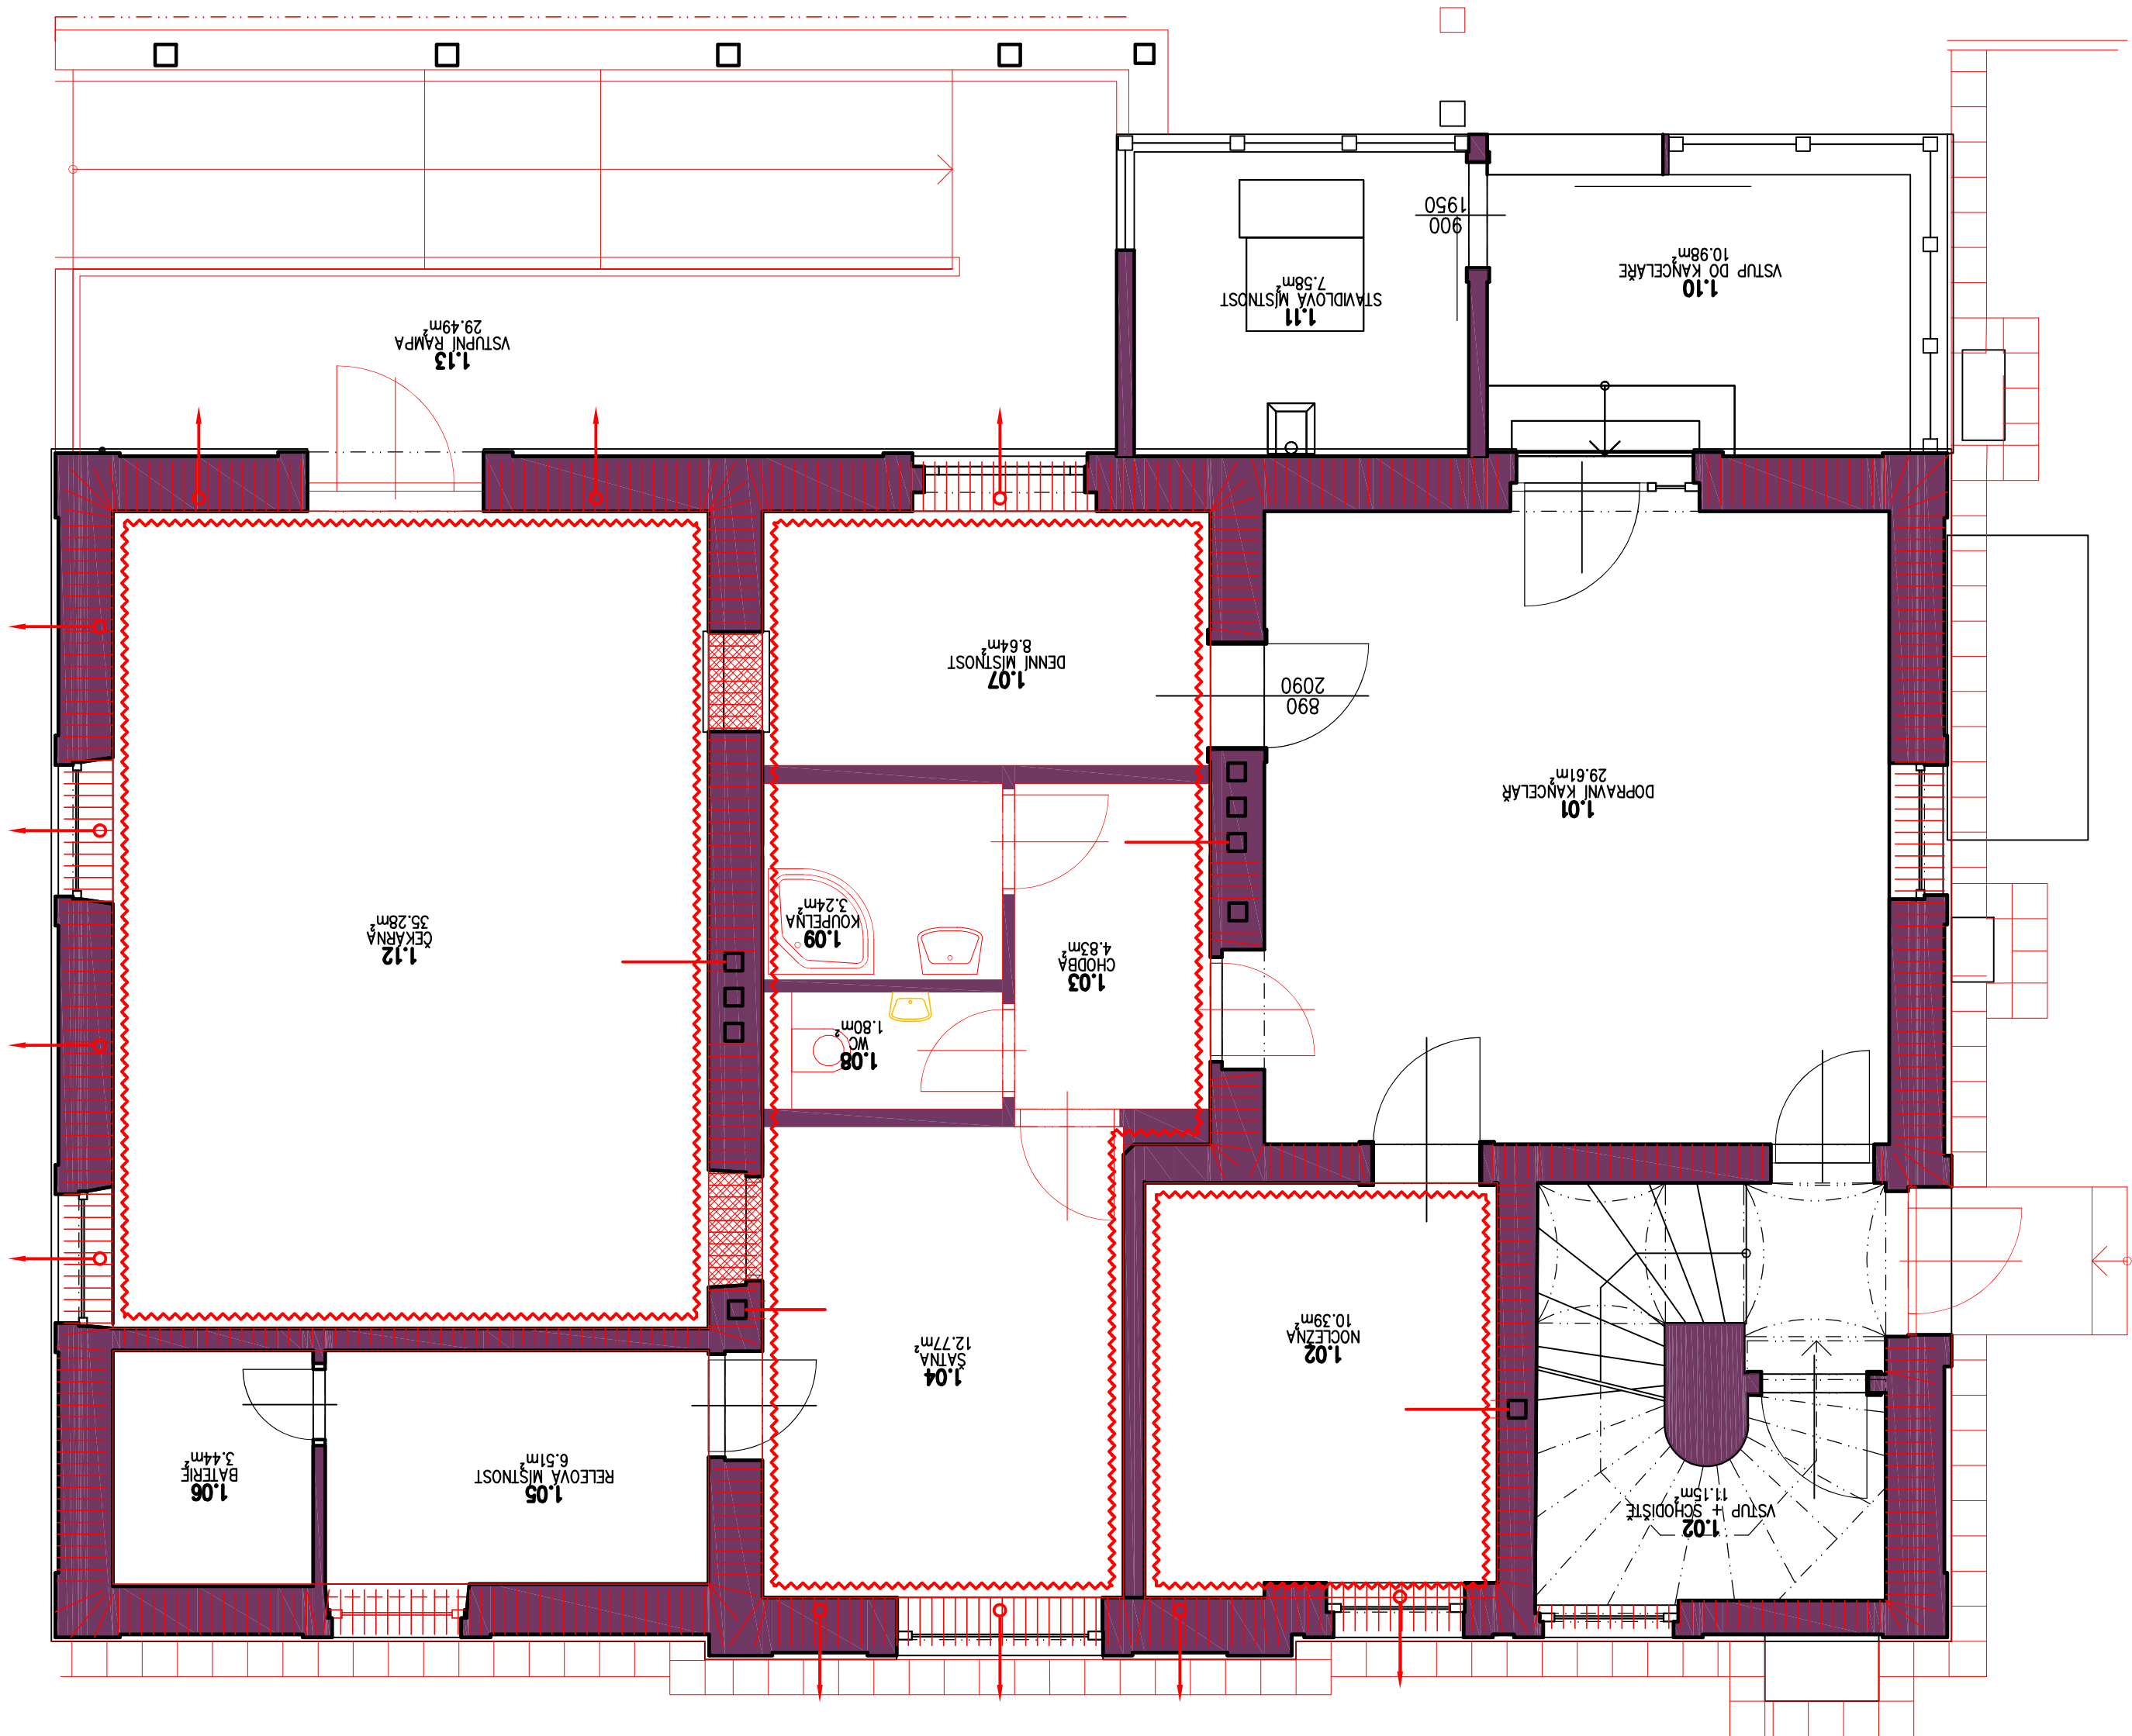 1.02
VSTUP + SCHODIŠTĚ
11.15m²
1.05
RELEOVÁ MÍSTNOST
6.51m²
1.06
BATERIE
3.44m²
1.02
NOCLEŽNA
10.39m²
1.04
ŠATNA
12.77m²
1.08
WC
1.80m²
1.03
CHODBA
4.83m²
1.09
KOUPELNA
3.24m²
1.12
ČEKÁRNA
35.28m²
1.01
DOPRAVNÍ KANCELÁŘ
29.61m²
890
2090
1.07
DENNÍ MÍSTNOST
8.64m²
1.13
VSTUPNÍ RAMPA
29.49m²
1.10
VSTUP DO KANCELÁŘE
10.98m²
1.11
STAVIDLOVÁ MÍSTNOST
7.58m²
900
1950